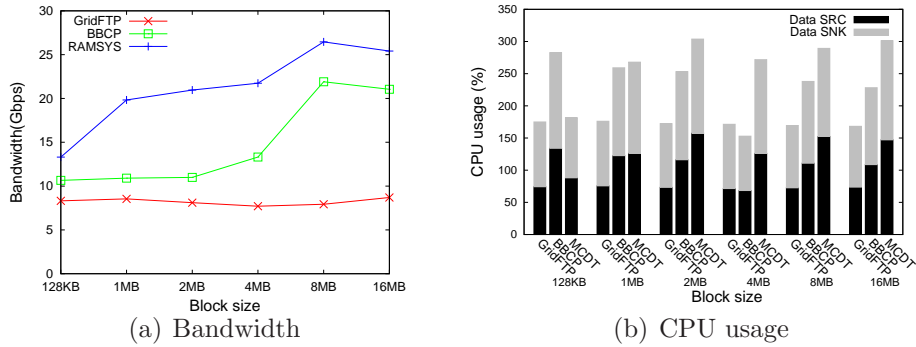 GridFTP
BBCP
RAMSYS
30
25
20
15
10
5
0
Bandwidth(Gbps)
128KB 1MB 2MB 4MB 8MB 16MB
Block size
(a) Bandwidth
Data SRC
Data SNK
350
300
250
200
150
100
50
0
CPU usage (%)
GridFTP BBCP MCDT GridFTP BBCP MCDT GridFTP BBCP MCDT GridFTP BBCP MCDT GridFTP BBCP MCDT GridFTP BBCP MCDT
128KB 1MB 2MB 4MB 8MB 16MB
Block size
(b) CPU usage